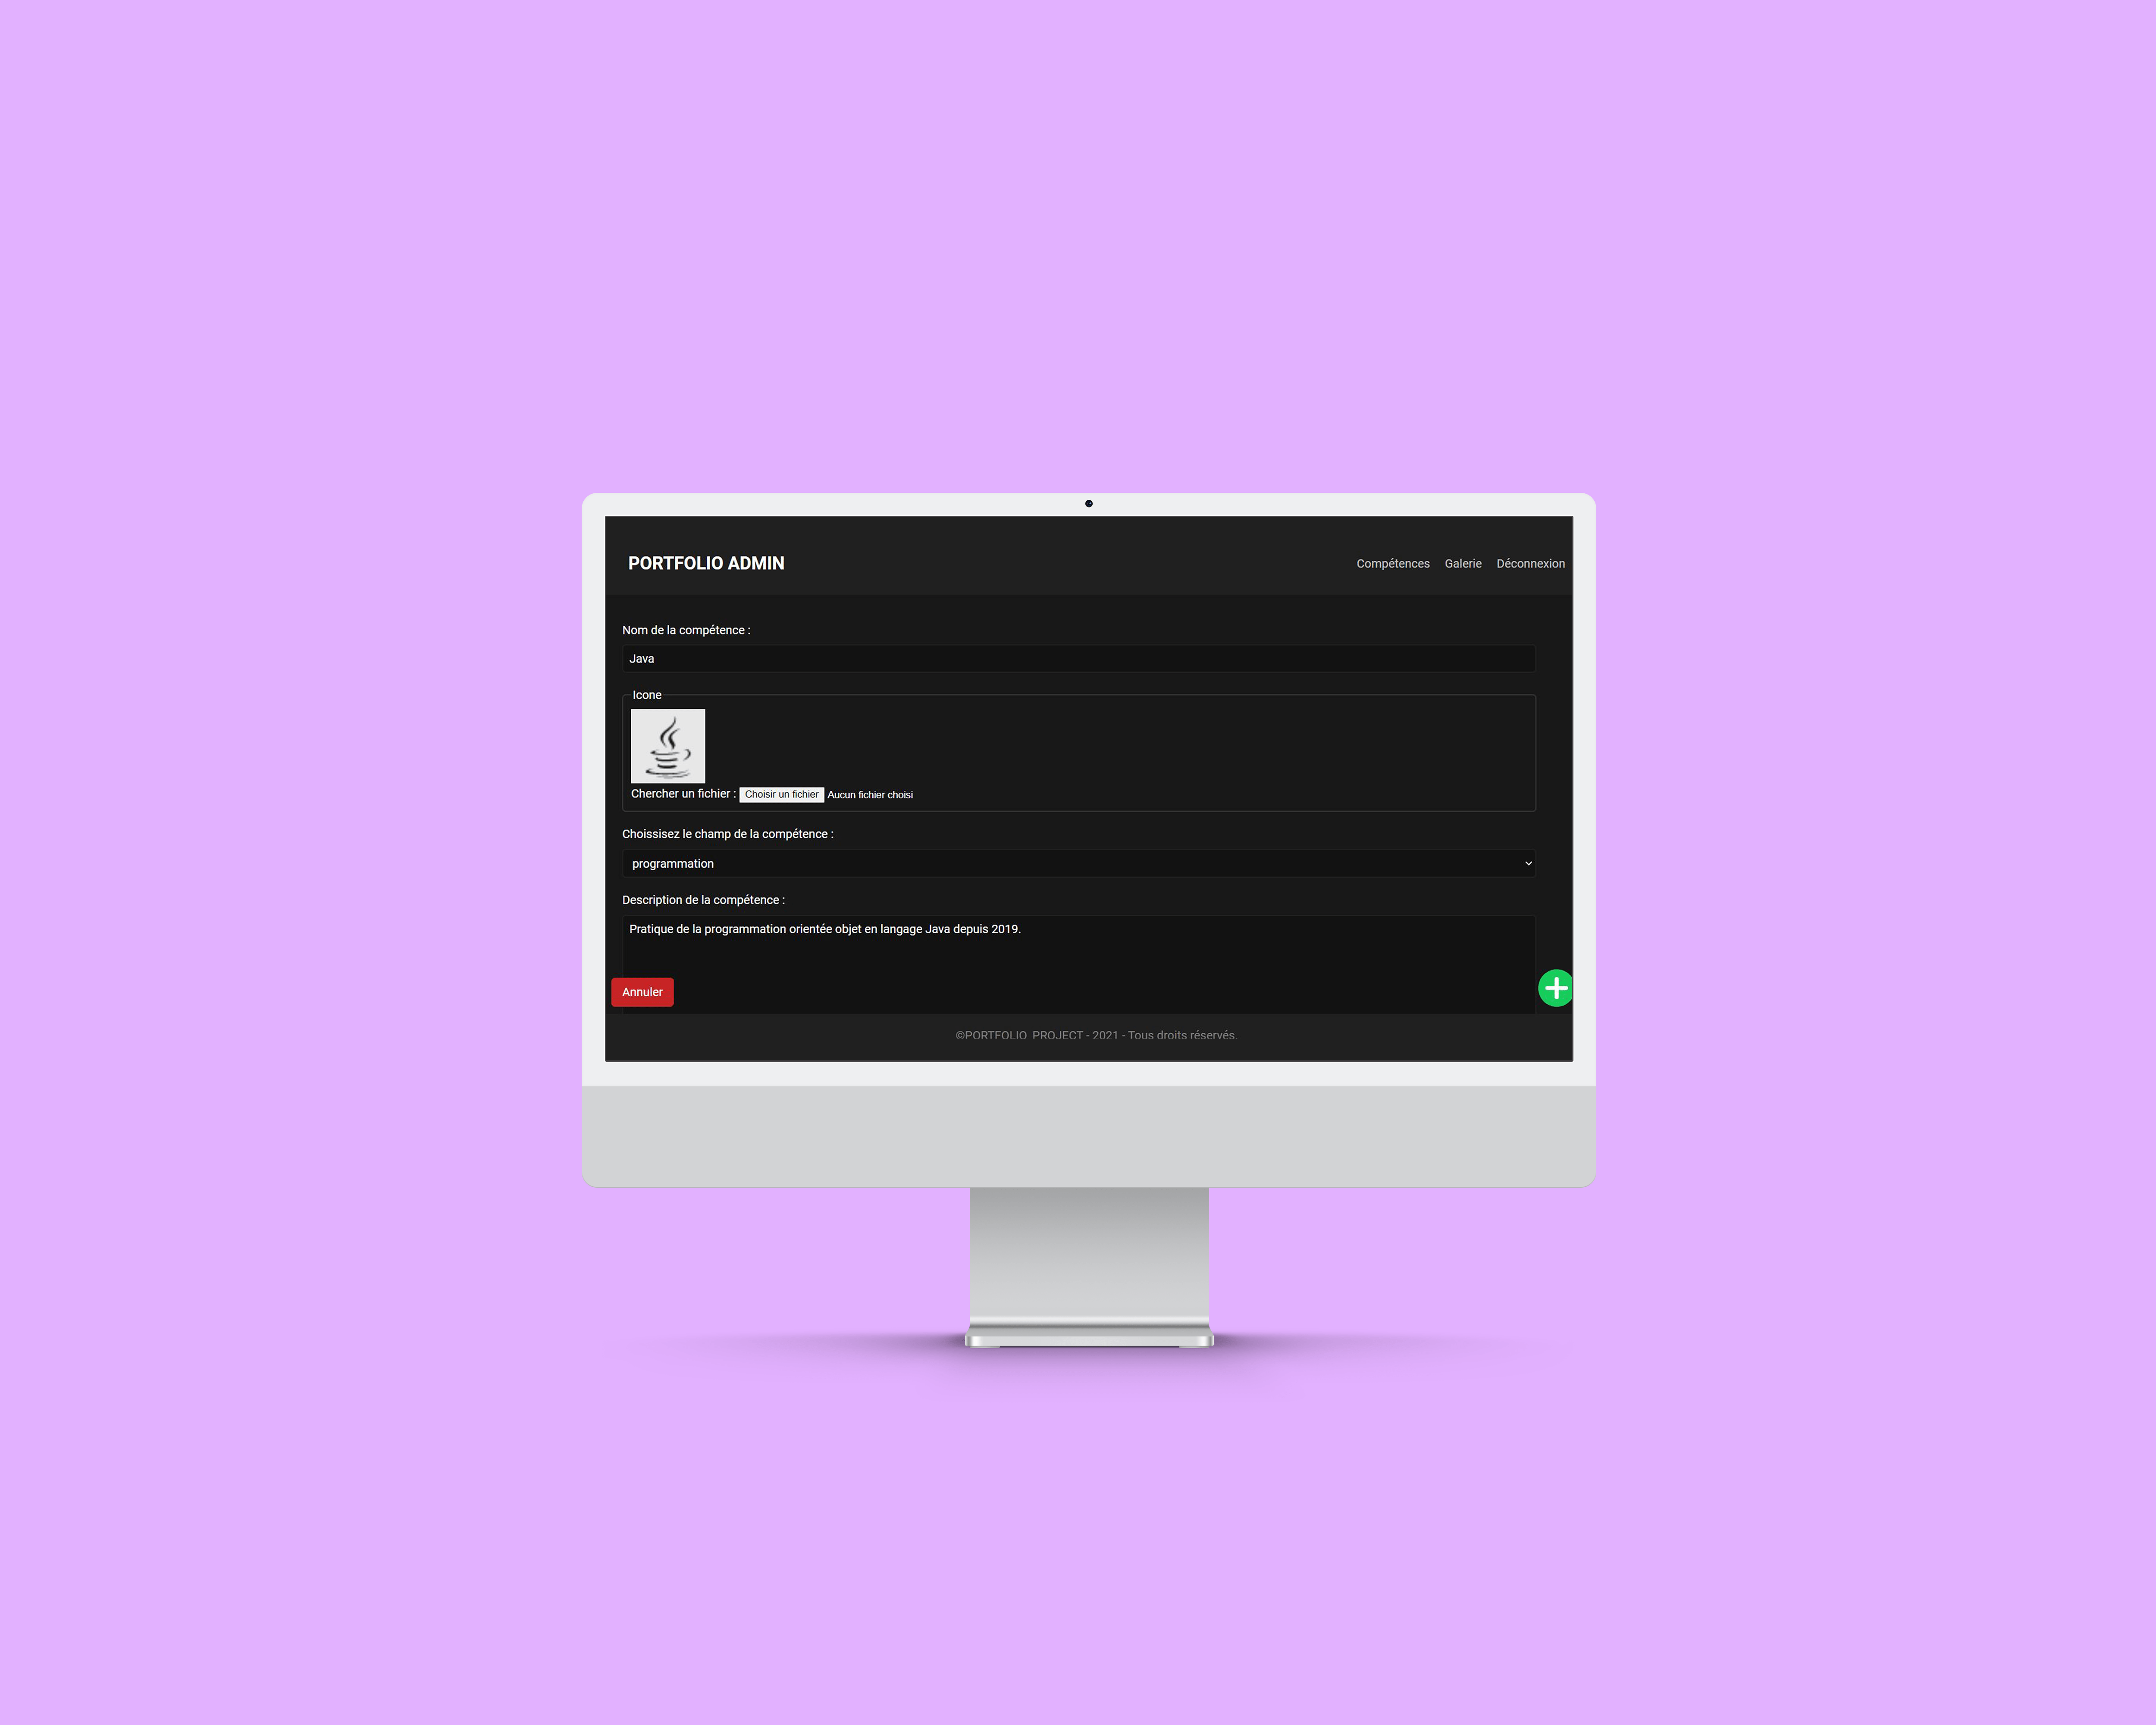 PORTFOLIO ADMIN
Compétences Galerie Déconnexion
Nom de la compétence :
Java
Icone
Chercher un fichier : Choisir un fichier Aucun fichier choisi
Choissisez le champ de la compétence :
programmation
Description de la compétence :
Pratique de la programmation orientée objet en langage Java depuis 2019.
Annuler
©PORTFOLIO_PROJECT - 2021 - Tous droits réservés.